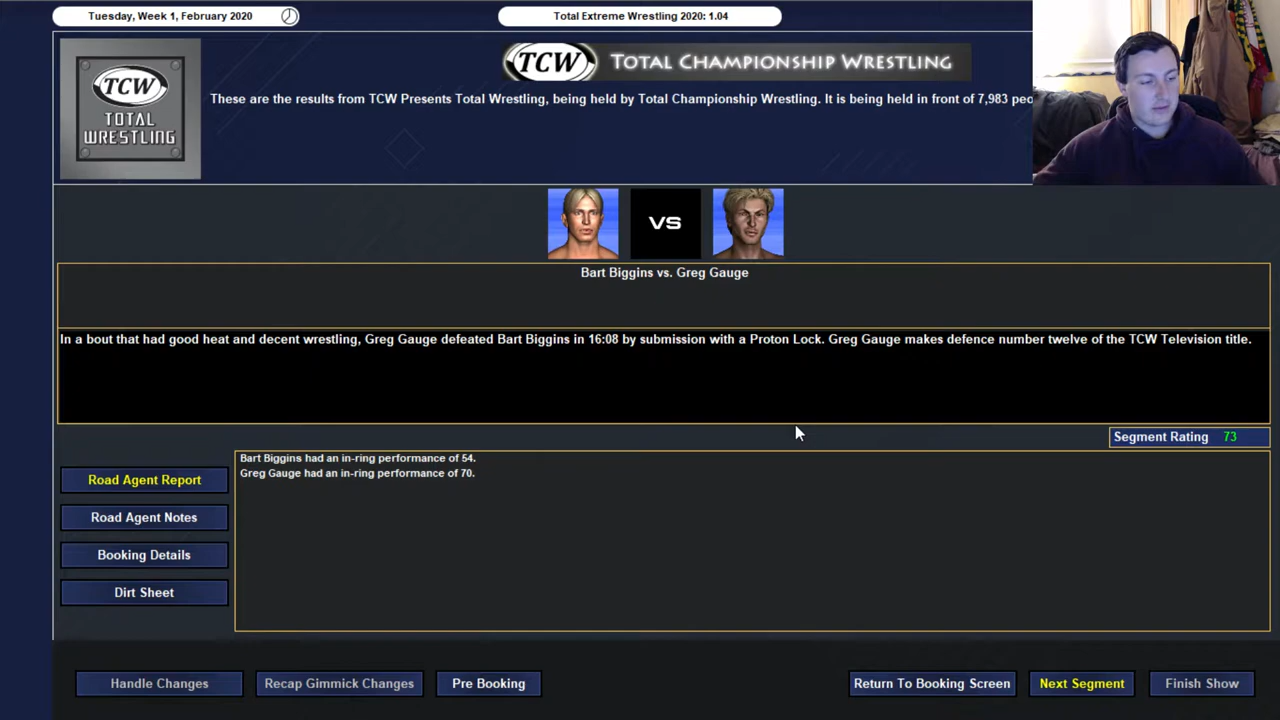 Tuesday, Week 1, February 2020
Total Extreme Wrestling 2020: 1.04
TCW
TOTAL
WRESTLING
TCW TOTAL CHAMPIONSHIP WRESTLING
These are the results from TCW Presents Total Wrestling, being held by Total Championship Wrestling. It is being held in front of 7,983
VS
Bart Biggins vs. Greg Gauge
In a bout that had good heat and decent wrestling, Greg Gauge defeated Bart Biggins in 16:08 by submission with a Proton Lock. Greg Gauge makes defence number twelve of the TCW Television title.
Segment Rating 73
Road Agent Report
Bart Biggins had an in-ring performance of 54.
Greg Gauge had an in-ring performance of 70.
Road Agent Notes
Booking Details
Dirt Sheet
Handle Changes
Recap Gimmick Changes
Pre Booking
Return To Booking Screen
Next Segment
Finish Show